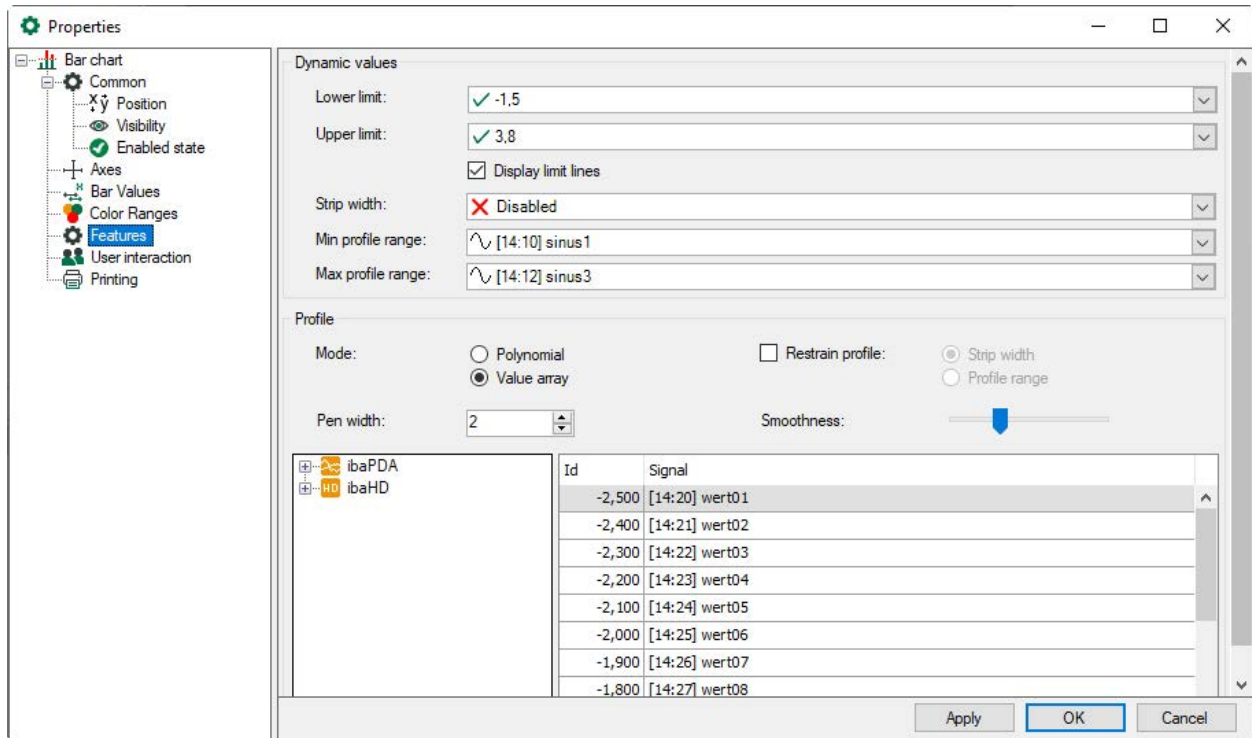 Properties
Bar chart
Common
Position
Visibility
Enabled state
Axes
Bar Values
Color Ranges
Features
User interaction
Printing
Dynamic values
Lower limit: -1,5
Upper limit: 3,8
Display limit lines
Strip width: Disabled
Min profile range: [14:10] sinus1
Max profile range: [14:12] sinus3
Profile
Mode: Polynomial Restrain profile: Strip width
Value array Profile range
Pen width: 2 Smoothness:
ibaPDA
HD ibaHD
Id Signal
-2,500 [14:20] wert01
-2,400 [14:21] wert02
-2,300 [14:22] wert03
-2,200 [14:23] wert04
-2,100 [14:24] wert05
-2,000 [14:25] wert06
-1,900 [14:26] wert07
-1,800 [14:27] wert08
Apply OK Cancel